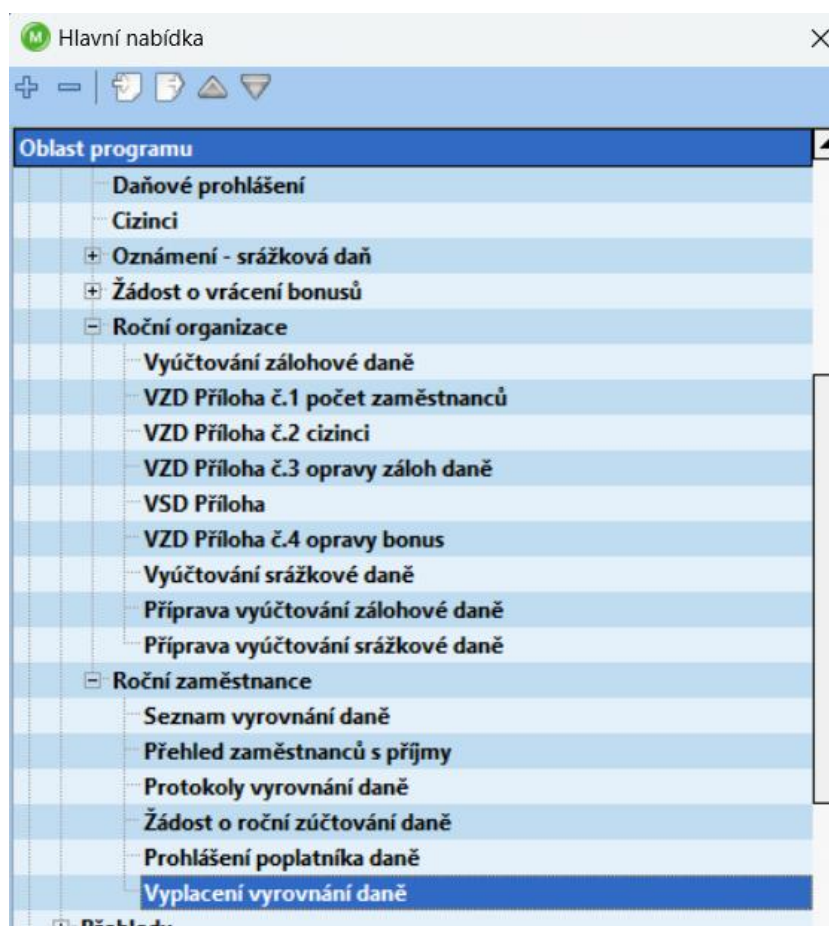 Hlavní nabídka
Oblast programu
Daňové prohlášení
Cizinci
Oznámení - srážková daň
Žádost o vrácení bonusů
Roční organizace
Vyúčtování zálohové daně
VZD Příloha č.1 počet zaměstnanců
VZD Příloha č.2 cizinci
VZD Příloha č.3 opravy záloh daně
VSD Příloha
VZD Příloha č.4 opravy bonus
Vyúčtování srážkové daně
Příprava vyúčtování zálohové daně
Příprava vyúčtování srážkové daně
Roční zaměstnance
Seznam vyrovnání daně
Přehled zaměstnanců s příjmy
Protokoly vyrovnání daně
Žádost o roční zúčtování daně
Prohlášení poplatníka daně
Vyplacení vyrovnání daně
Přehledy